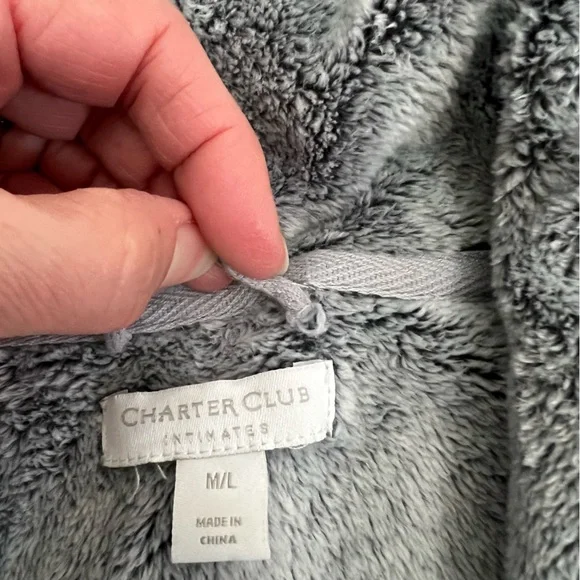 CHARTER CLUB
INTIMATES
M/L
MADE IN
CHINA